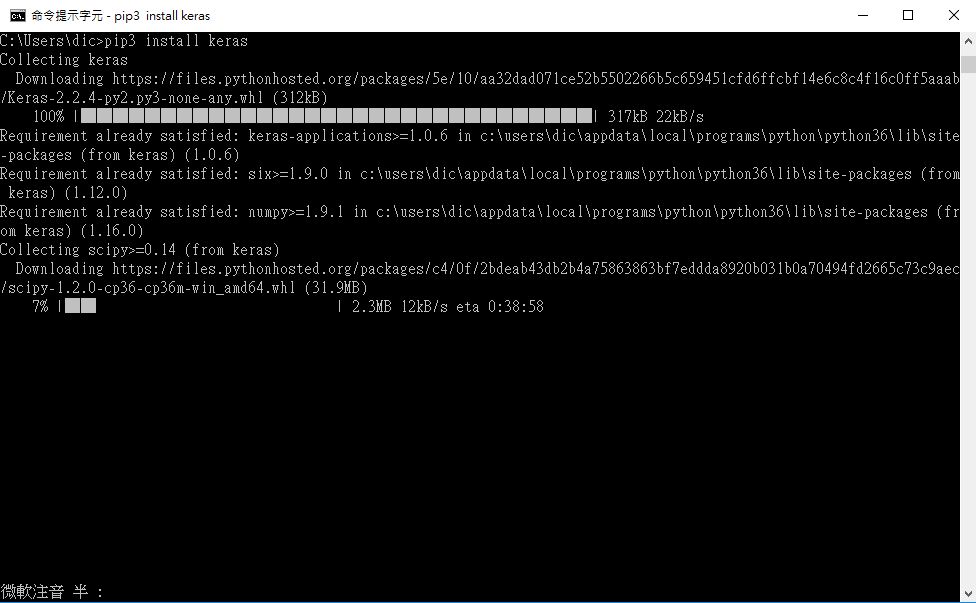 命令提示字元 - pip3 install keras
C:\Users\dic>pip3 install keras
Collecting keras
  Downloading https://files.pythonhosted.org/packages/5e/10/aa32dad071ce52b5502266b5c659451cfd6ffcbf14e6c8c4f16c0ff5aaab
/Keras-2.2.4-py2.py3-none-any.whl (312kB)
    100% |████████████████████████████████| 317kB 22kB/s
Requirement already satisfied: keras-applications>=1.0.6 in c:\users\dic\appdata\local\programs\python\python36\lib\site
-packages (from keras) (1.0.6)
Requirement already satisfied: six>=1.9.0 in c:\users\dic\appdata\local\programs\python\python36\lib\site-packages (from
 keras) (1.12.0)
Requirement already satisfied: numpy>=1.9.1 in c:\users\dic\appdata\local\programs\python\python36\lib\site-packages (fr
om keras) (1.16.0)
Collecting scipy>=0.14 (from keras)
  Downloading https://files.pythonhosted.org/packages/c4/0f/2bdeab43db2b4a75863863bf7eddda8920b031b0a70494fd2665c73c9aec
/scipy-1.2.0-cp36-cp36m-win_amd64.whl (31.9MB)
    7% |██                              | 2.3MB 12kB/s eta 0:38:58
微軟注音 半 :